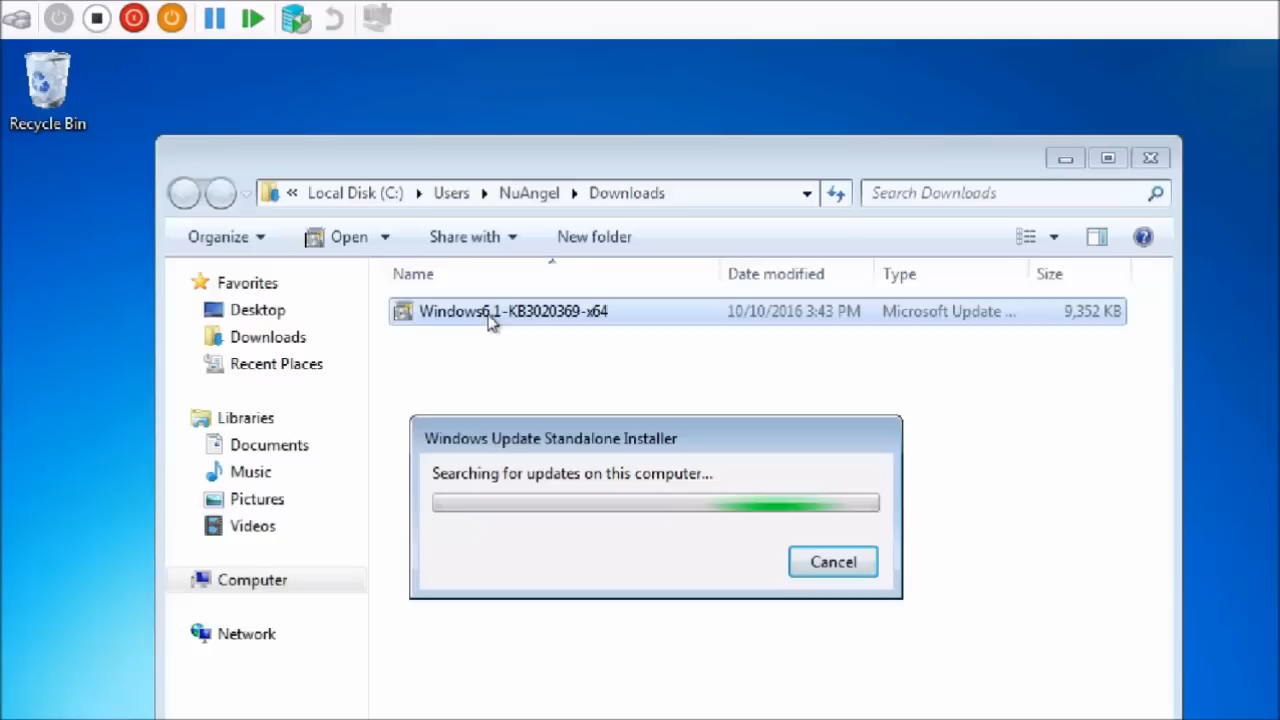 Recycle Bin
« Local Disk (C:) Users NuAngel Downloads
Search Downloads
Organize Open Share with New folder
Name Date modified Type Size
Windows6.1-KB3020369-x64 10/10/2016 3:43 PM Microsoft Update ... 9,352 KB
Favorites
Desktop
Downloads
Recent Places
Libraries
Documents
Music
Pictures
Videos
Computer
Network
Windows Update Standalone Installer
Searching for updates on this computer...
Cancel